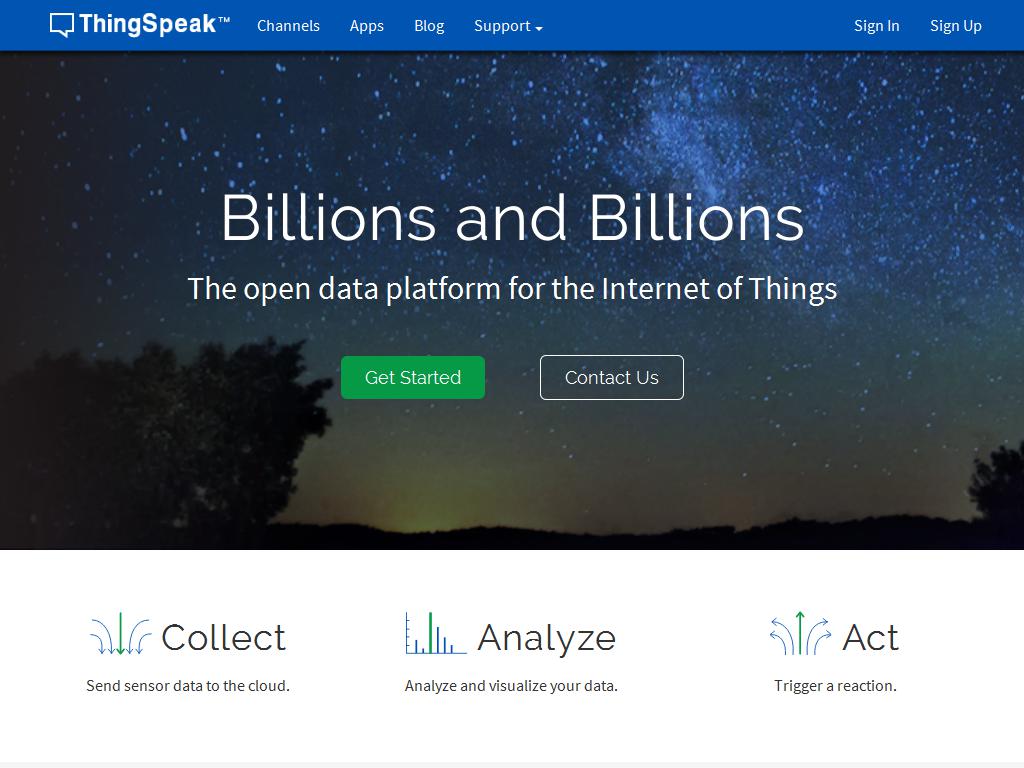 ThingSpeak™ Channels Apps Blog Support Sign In Sign Up
Billions and Billions
The open data platform for the Internet of Things
Get Started Contact Us
Collect Analyze Act
Send sensor data to the cloud. Analyze and visualize your data. Trigger a reaction.